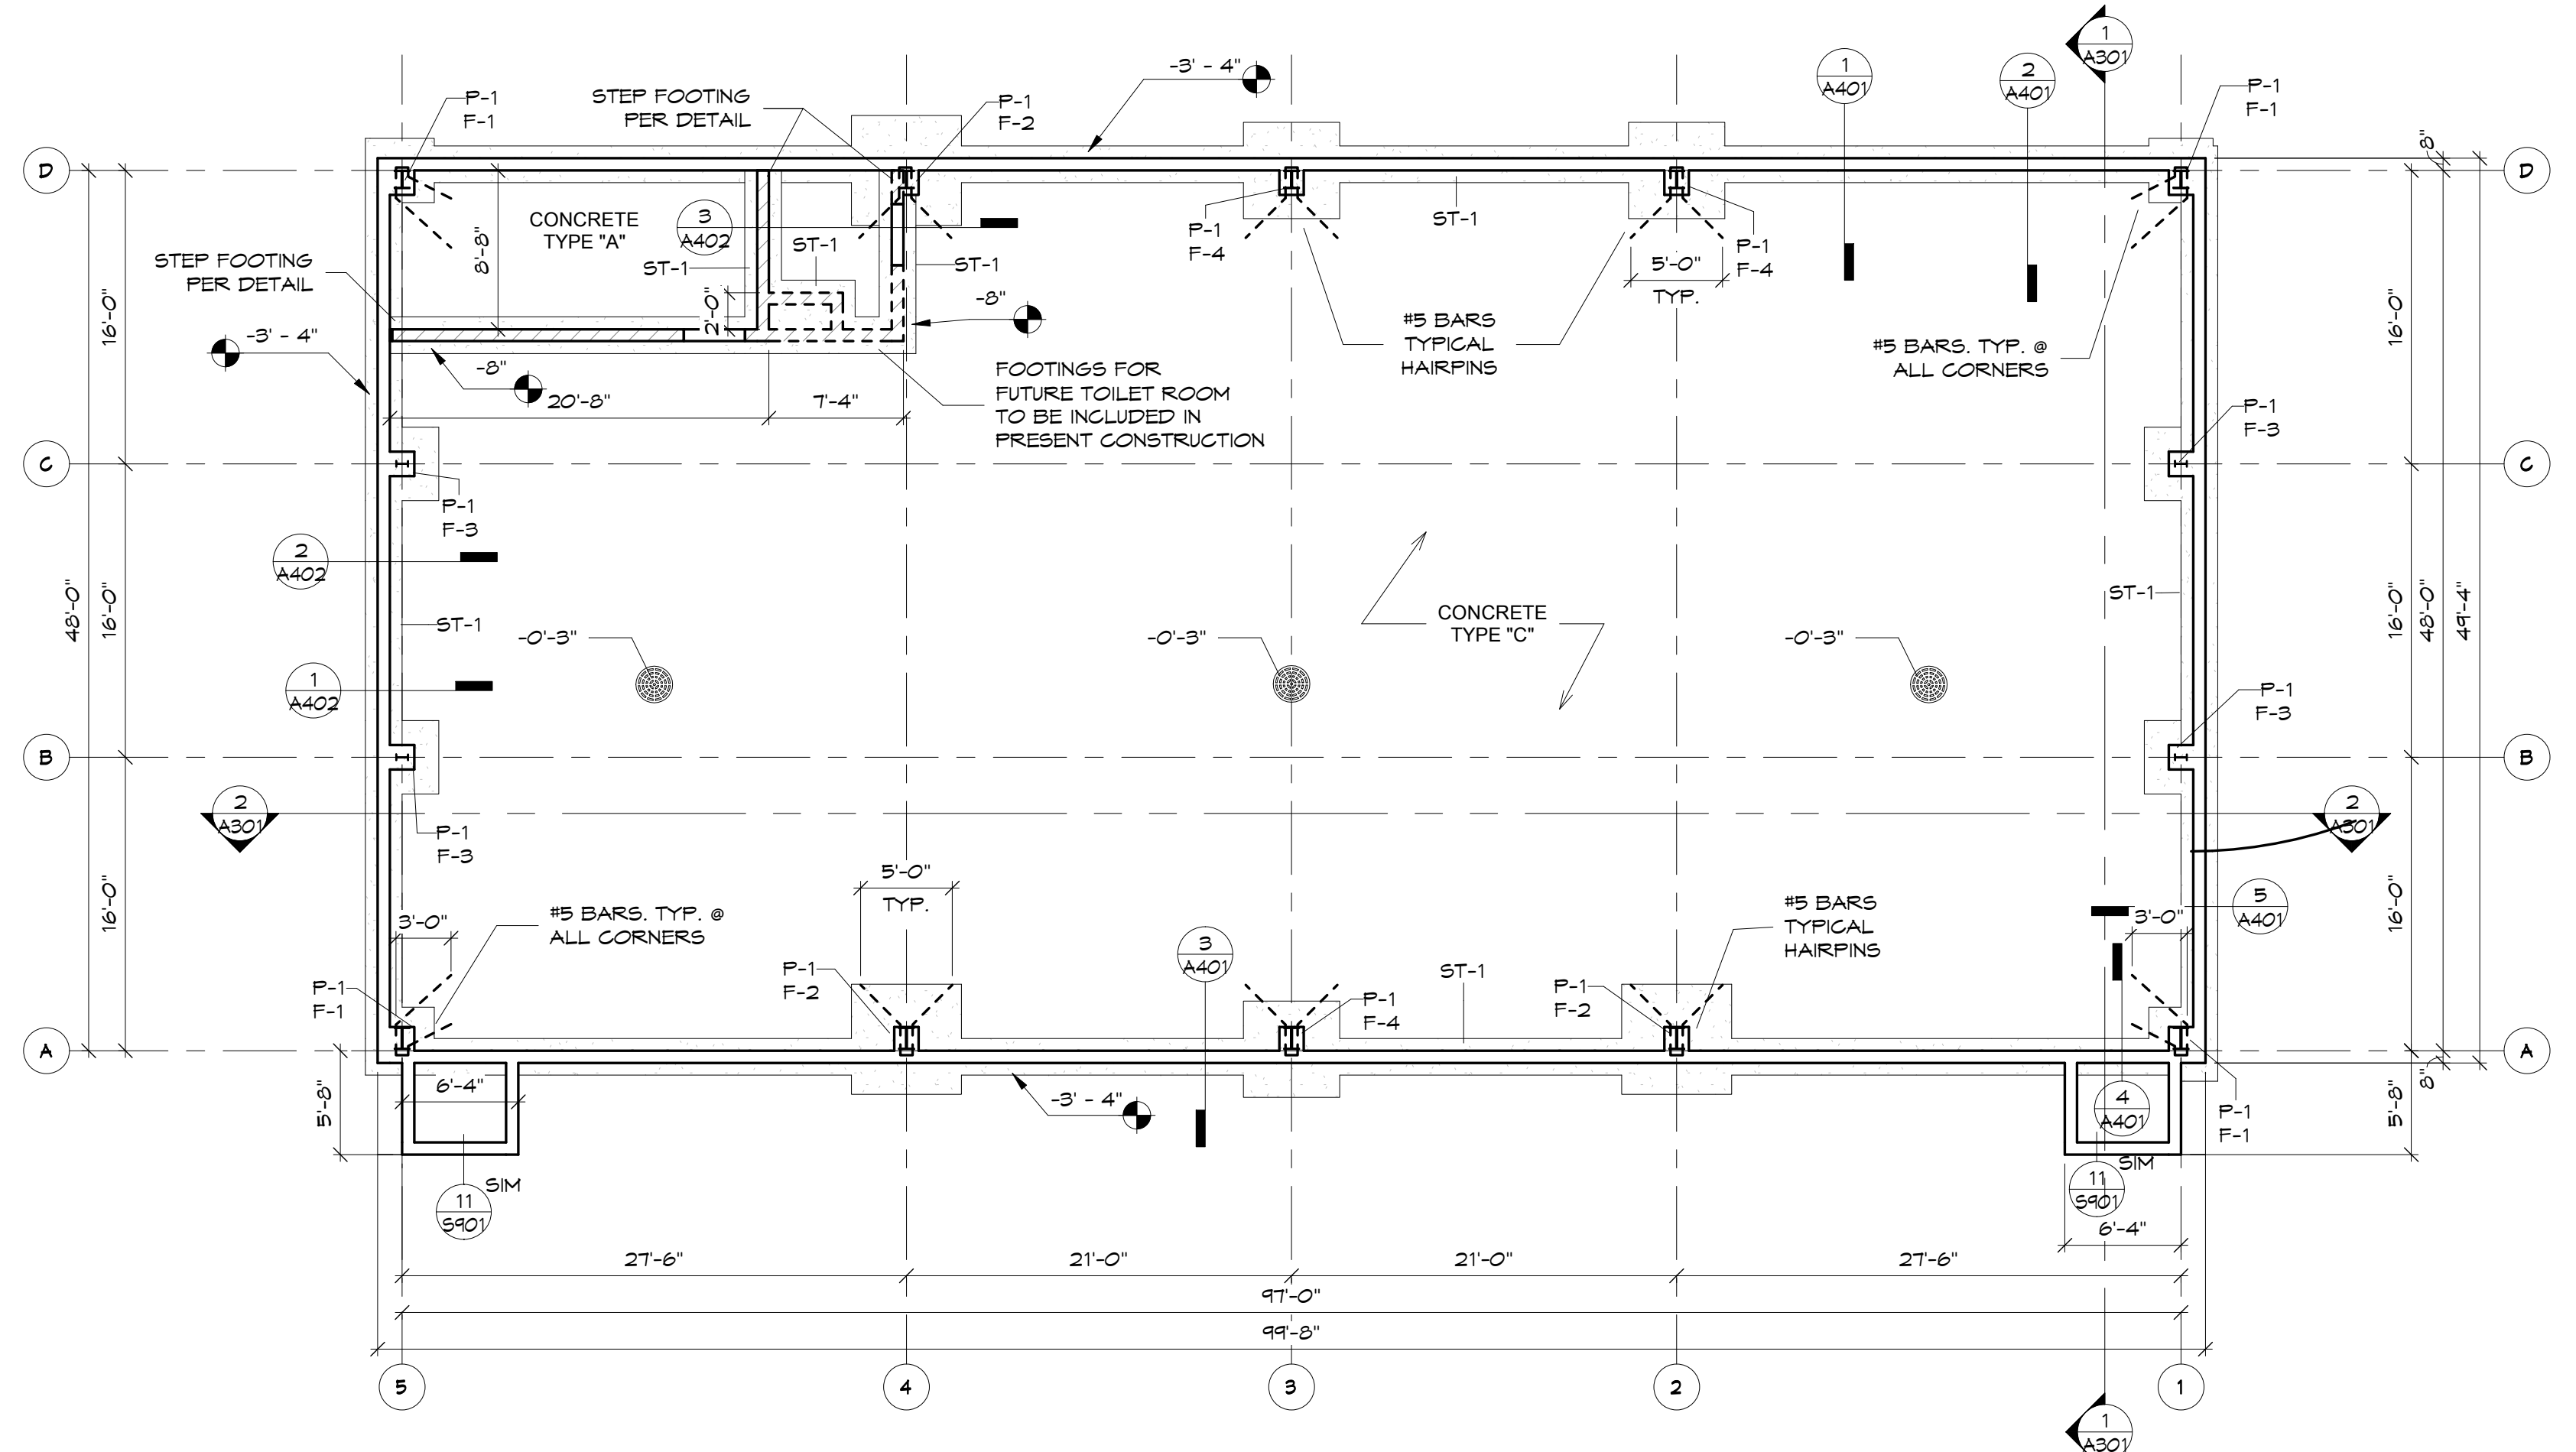 1
A301
1
A401
2
A401
-3' - 4"
P-1
F-1
STEP FOOTING
PER DETAIL
P-1
F-2
P-1
F-1
8"
D
D
CONCRETE
TYPE "A"
3
A402
8'-8"
ST-1
ST-1
ST-1
P-1
F-4
ST-1
P-1
F-4
5'-0"
TYP.
STEP FOOTING
PER DETAIL
-3' - 4"
16'-0"
2'-0"
-8"
-8"
20'-8"
7'-4"
FOOTINGS FOR
FUTURE TOILET ROOM
TO BE INCLUDED IN
PRESENT CONSTRUCTION
#5 BARS
TYPICAL
HAIRPINS
#5 BARS. TYP. @
ALL CORNERS
16'-0"
P-1
F-3
C
C
P-1
F-3
2
A402
48'-0"
16'-0"
ST-1
-0'-3"
-0'-3"
CONCRETE
TYPE "C"
-0'-3"
ST-1
16'-0"
48'-0"
49'-4"
1
A402
P-1
F-3
B
B
2
A301
P-1
F-3
2
A301
16'-0"
3'-0"
#5 BARS. TYP. @
ALL CORNERS
5'-0"
TYP.
#5 BARS
TYPICAL
HAIRPINS
3'-0"
5
A401
16'-0"
P-1
F-1
P-1
F-2
3
A401
P-1
F-4
ST-1
P-1
F-2
A
A
5'-8"
6'-4"
-3' - 4"
4
A401
P-1
F-1
5'-8"
8"
SIM
11
S901
SIM
11
S901
6'-4"
27'-6"
21'-0"
21'-0"
27'-6"
97'-0"
99'-8"
5
4
3
2
1
1
A301